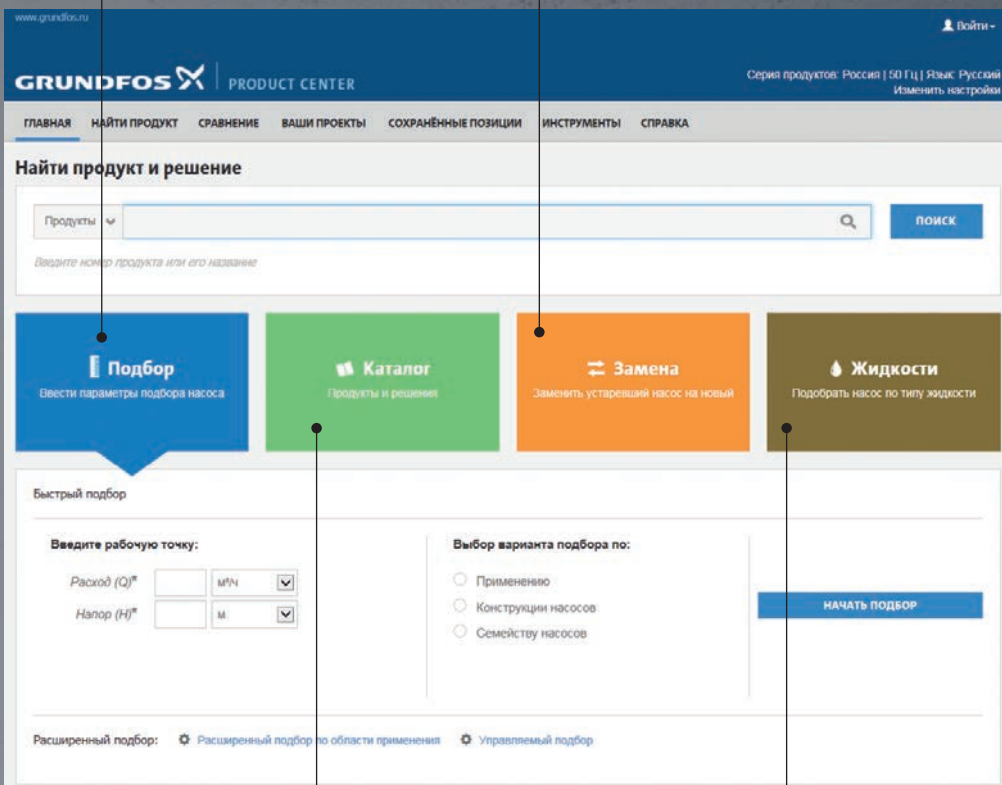 www.grundfos.ru
Войти
GRUNDFOS PRODUCT CENTER
Серия продуктов: Россия | 50 Гц | Язык: Русский
Изменить настройки
ГЛАВНАЯ НАЙТИ ПРОДУКТ СРАВНЕНИЕ ВАШИ ПРОЕКТЫ СОХРАНЁННЫЕ ПОЗИЦИИ ИНСТРУМЕНТЫ СПРАВКА
Найти продукт и решение
Продукты
ПОИСК
Введите номер продукта или его название
Подбор
Ввести параметры подбора насоса
Каталог
Продукты и решения
Замена
Заменить устаревший насос на новый
Жидкости
Подобрать насос по типу жидкости
Быстрый подбор
Введите рабочую точку:
Расход (Q)* м³/ч
Напор (H)* м
Выбор варианта подбора по:
Применению
Конструкции насосов
Семейству насосов
НАЧАТЬ ПОДБОР
Расширенный подбор: Расширенный подбор по области применения Управляемый подбор